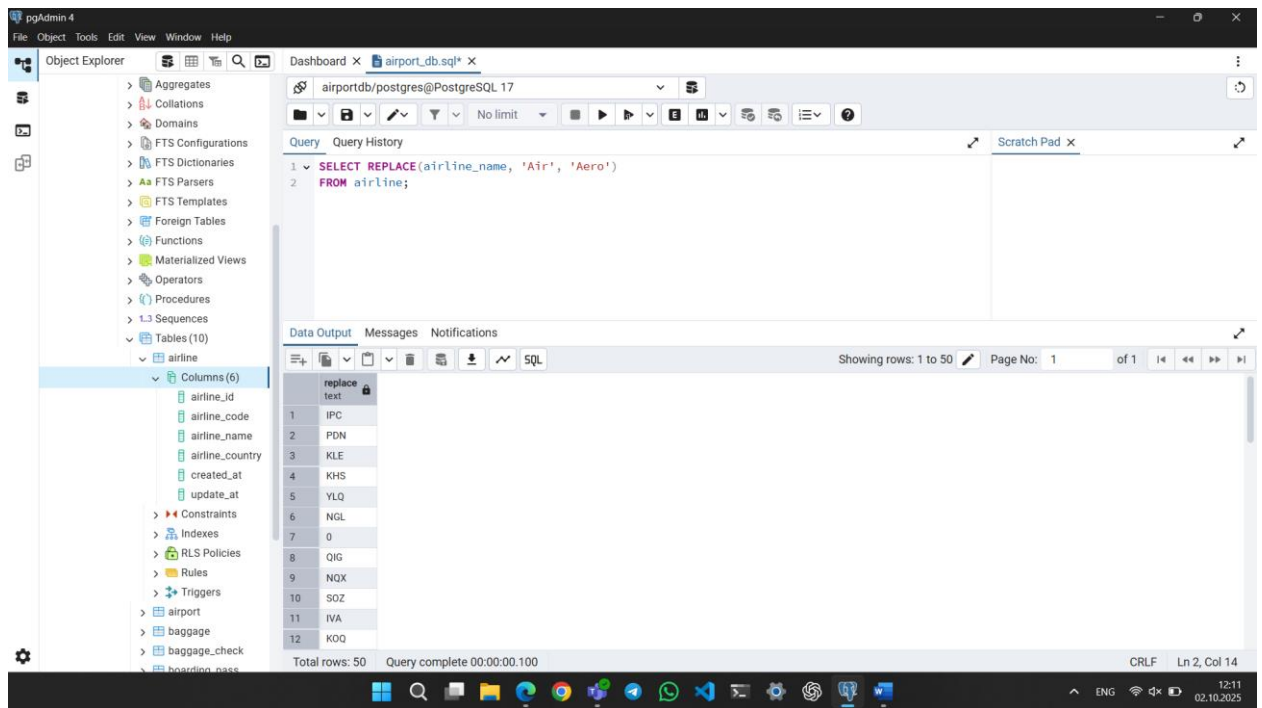 pgAdmin 4
File Object Tools Edit View Window Help
Object Explorer
Aggregates
Collations
Domains
FTS Configurations
FTS Dictionaries
FTS Parsers
FTS Templates
Foreign Tables
Functions
Materialized Views
Operators
Procedures
1..3 Sequences
Tables (10)
airline
Columns (6)
airline_id
airline_code
airline_name
airline_country
created_at
update_at
Constraints
Indexes
RLS Policies
Rules
Triggers
airport
baggage
baggage_check
boarding_pass
Dashboard airport_db.sql*
airportdb/postgres@PostgreSQL 17
No limit
Query Query History
Scratch Pad
1 SELECT REPLACE(airline_name, 'Air', 'Aero')
2 FROM airline;
Data Output Messages Notifications
SQL
Showing rows: 1 to 50 Page No: 1 of 1
replace
text
1 IPC
2 PDN
3 KLE
4 KHS
5 YLQ
6 NGL
7 0
8 QIG
9 NQX
10 SOZ
11 IVA
12 KOQ
Total rows: 50 Query complete 00:00:00.100 CRLF Ln 2, Col 14
ENG
12:11
02.10.2025